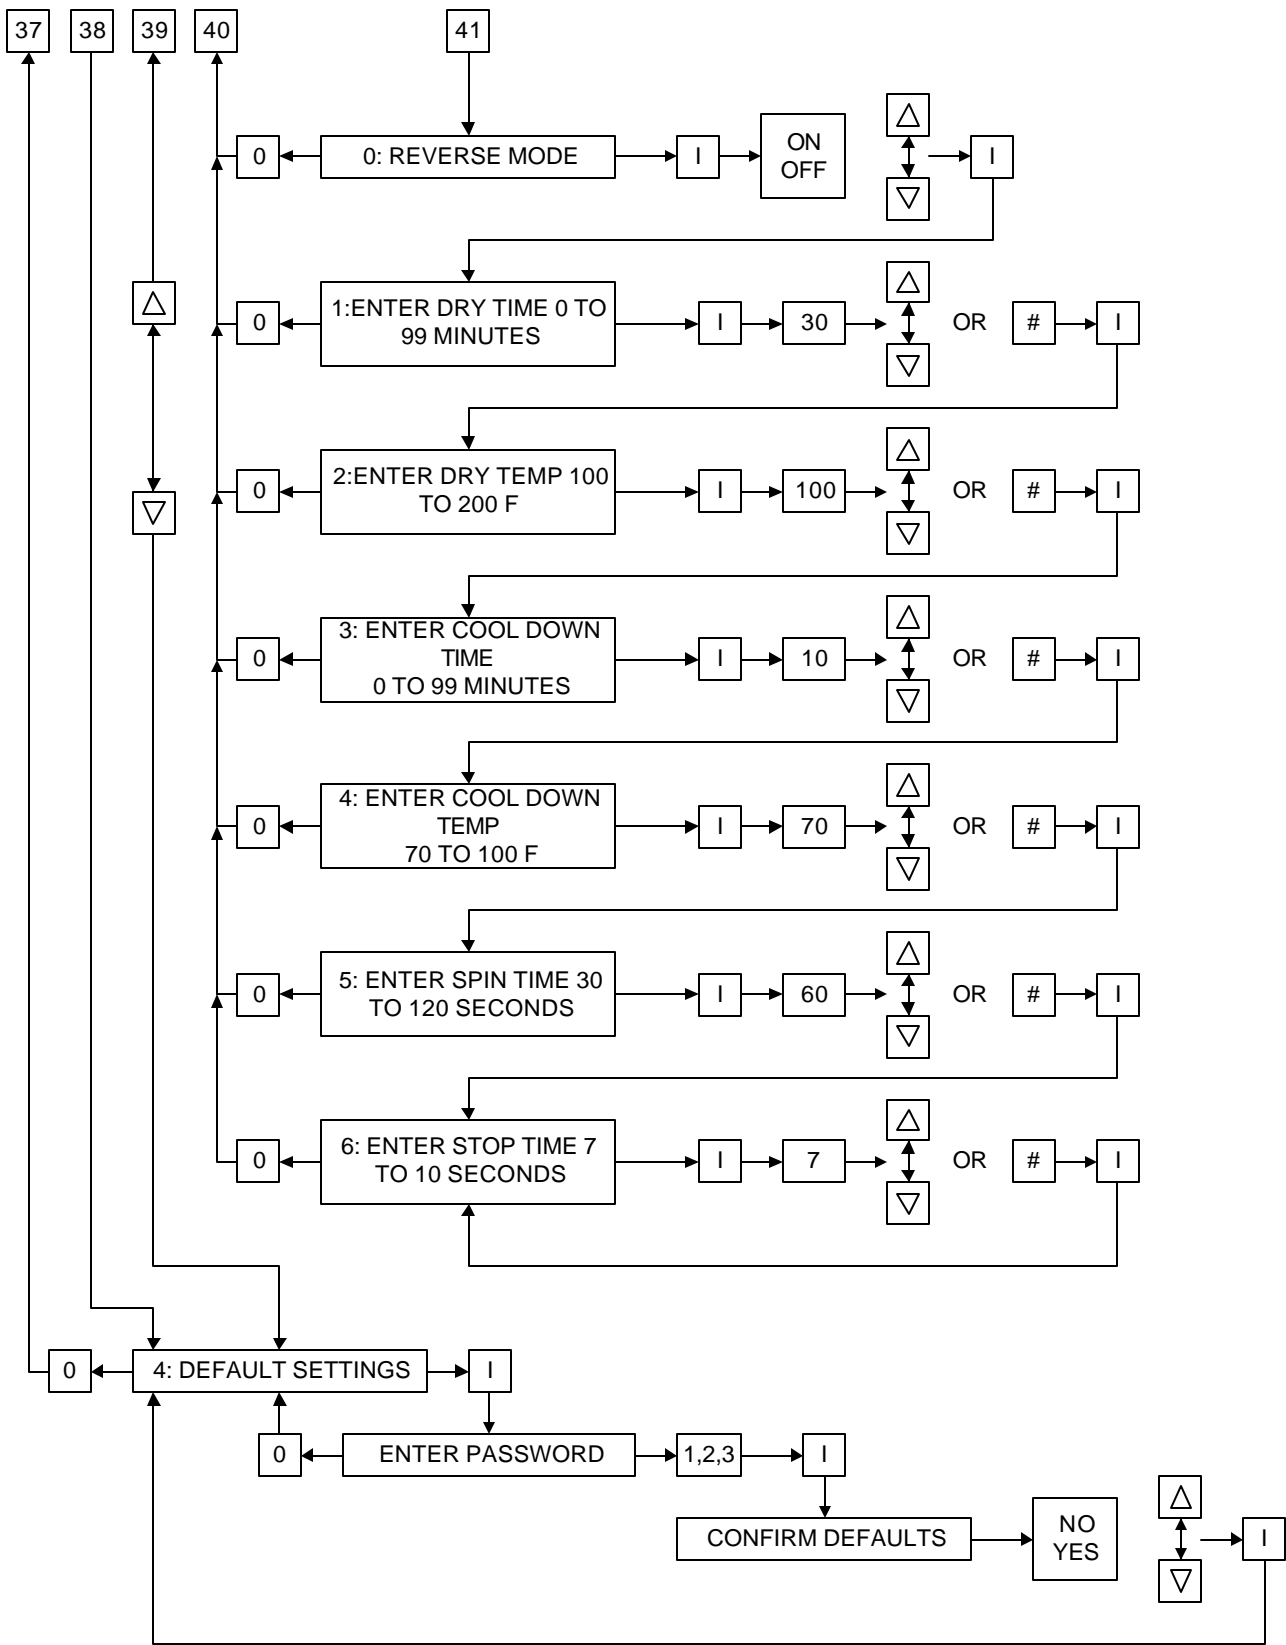 37 38 39 40 41
0 0: REVERSE MODE I ON
OFF I
0 1:ENTER DRY TIME 0 TO
99 MINUTES I 30 OR # I
0 2:ENTER DRY TEMP 100
TO 200 F I 100 OR # I
0 3: ENTER COOL DOWN
TIME
0 TO 99 MINUTES I 10 OR # I
0 4: ENTER COOL DOWN
TEMP
70 TO 100 F I 70 OR # I
0 5: ENTER SPIN TIME 30
TO 120 SECONDS I 60 OR # I
0 6: ENTER STOP TIME 7
TO 10 SECONDS I 7 OR # I
0 4: DEFAULT SETTINGS I
0 ENTER PASSWORD 1,2,3 I
CONFIRM DEFAULTS NO
YES I